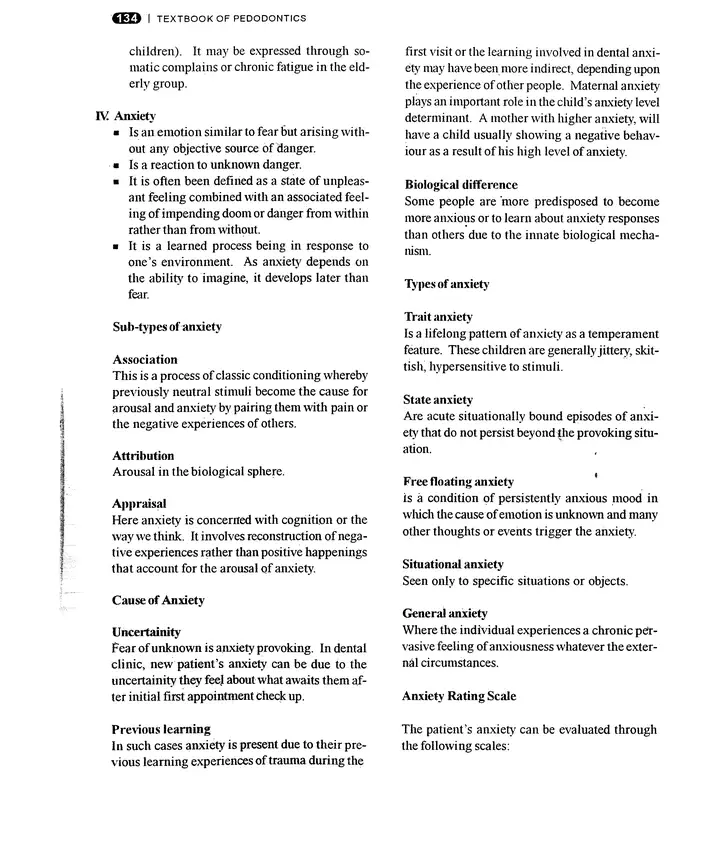 134 | TEXTBOOK OF PEDODONTICS
children). It may be expressed through so-
matic complains or chronic fatigue in the eld-
erly group.
IV. Anxiety
▪ Is an emotion similar to fear but arising with-
out any objective source of danger.
▪ Is a reaction to unknown danger.
▪ It is often been defined as a state of unpleas-
ant feeling combined with an associated feel-
ing of impending doom or danger from within
rather than from without.
▪ It is a learned process being in response to
one's environment. As anxiety depends on
the ability to imagine, it develops later than
fear.
Sub-types of anxiety
Association
This is a process of classic conditioning whereby
previously neutral stimuli become the cause for
arousal and anxiety by pairing them with pain or
the negative experiences of others.
Attribution
Arousal in the biological sphere.
Appraisal
Here anxiety is concerned with cognition or the
way we think. It involves reconstruction of nega-
tive experiences rather than positive happenings
that account for the arousal of anxiety.
Cause of Anxiety
Uncertainity
Fear of unknown is anxiety provoking. In dental
clinic, new patient's anxiety can be due to the
uncertainity they feel about what awaits them af-
ter initial first appointment check up.
Previous learning
In such cases anxiety is present due to their pre-
vious learning experiences of trauma during the
first visit or the learning involved in dental anxi-
ety may have been more indirect, depending upon
the experience of other people. Maternal anxiety
plays an important role in the child's anxiety level
determinant. A mother with higher anxiety, will
have a child usually showing a negative behav-
iour as a result of his high level of anxiety.
Biological difference
Some people are more predisposed to become
more anxious or to learn about anxiety responses
than others due to the innate biological mecha-
nism.
Types of anxiety
Trait anxiety
Is a lifelong pattern of anxiety as a temperament
feature. These children are generally jittery, skit-
tish, hypersensitive to stimuli.
State anxiety
Are acute situationally bound episodes of anxi-
ety that do not persist beyond the provoking situ-
ation.
Free floating anxiety
is a condition of persistently anxious mood in
which the cause of emotion is unknown and many
other thoughts or events trigger the anxiety.
Situational anxiety
Seen only to specific situations or objects.
General anxiety
Where the individual experiences a chronic per-
vasive feeling of anxiousness whatever the exter-
nal circumstances.
Anxiety Rating Scale
The patient's anxiety can be evaluated through
the following scales: